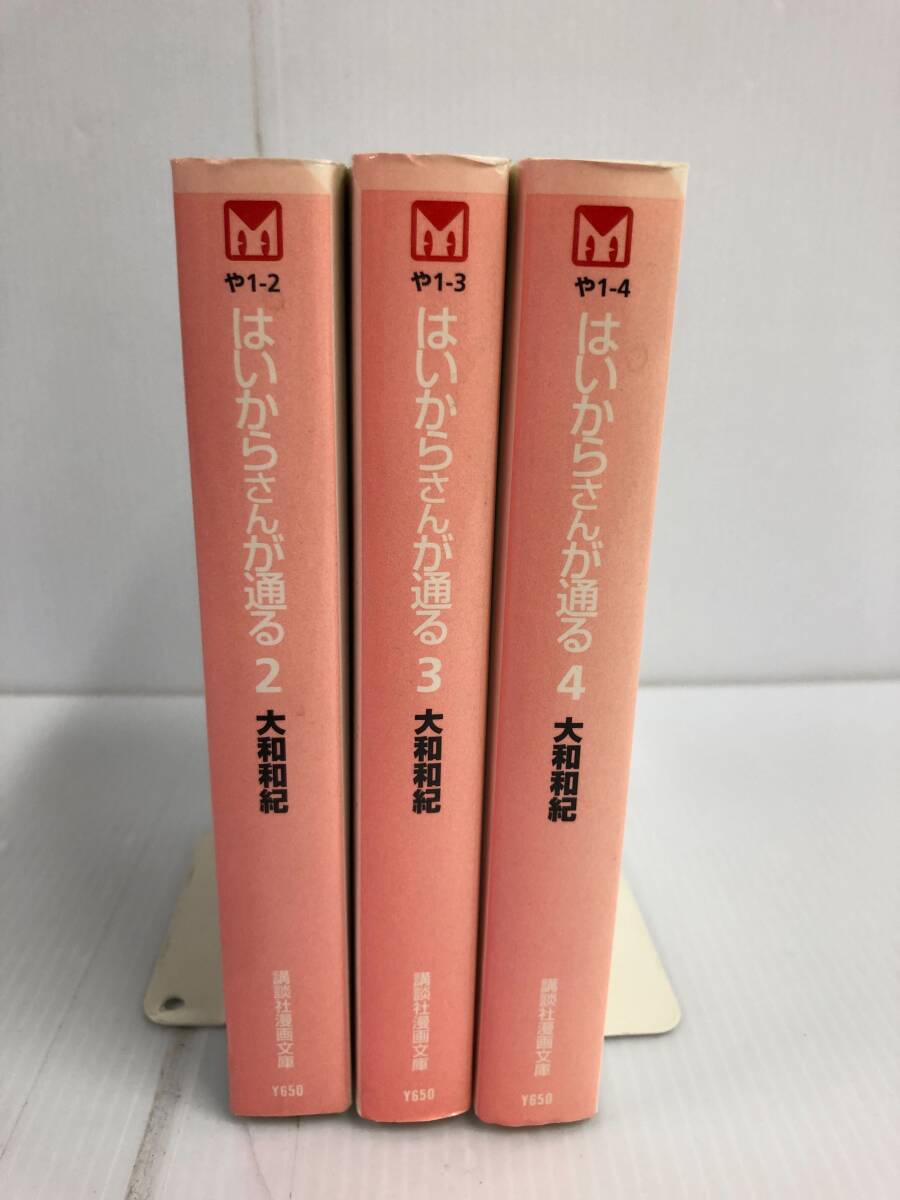 や1-2
はいからさんが通る 2
大和和紀
講談社漫画文庫
Y650
や1-3
はいからさんが通る 3
大和和紀
講談社漫画文庫
Y650
や1-4
はいからさんが通る 4
大和和紀
講談社漫画文庫
Y650